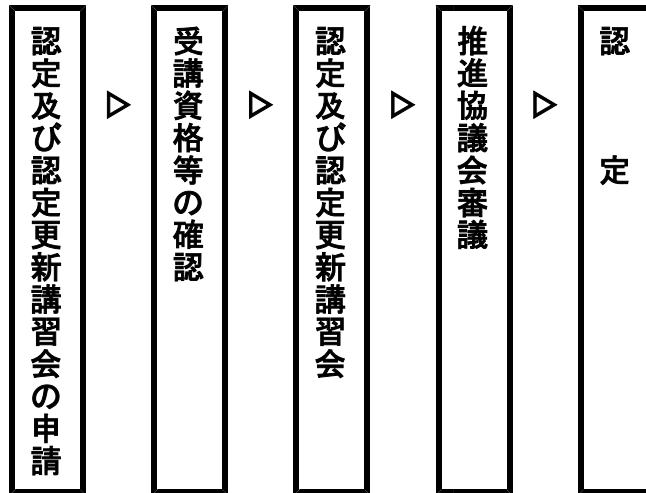 認定及び認定更新講習会の申請
▷
受講資格等の確認
▷
認定及び認定更新講習会
▷
推進協議会審議
▷
認　定